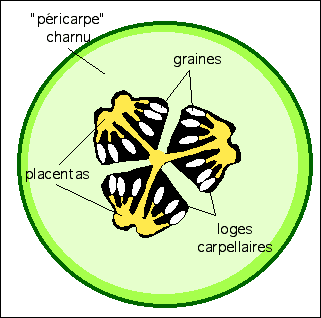 "péricarpe"
charnu
graines
placentas
loges
carpellaires